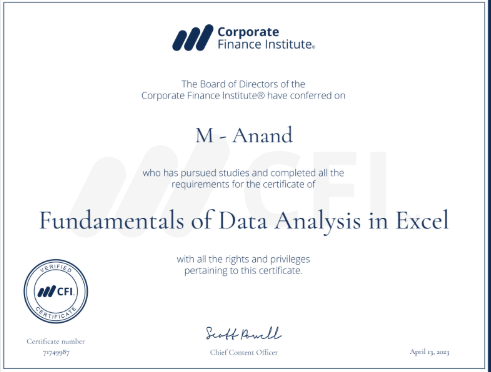 Corporate
Finance Institute®
The Board of Directors of the
Corporate Finance Institute® have conferred on
M - Anand
who has pursued studies and completed all the
requirements for the certificate of
CFI
Fundamentals of Data Analysis in Excel
with all the rights and privileges
pertaining to this certificate.
VERIFIED
CFI
CERTIFICATE
Certificate number
71749987
Scott Powell
Chief Content Officer
April 13, 2023